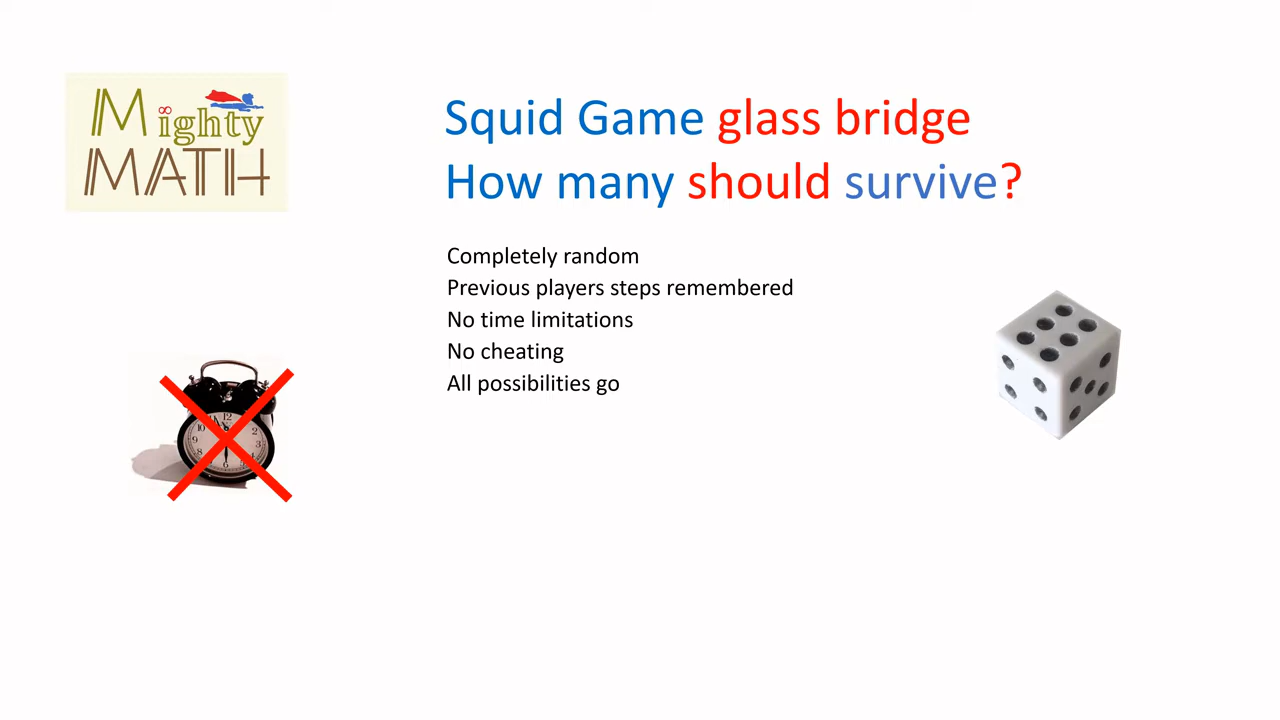 Mighty
MATH
Squid Game glass bridge
How many should survive?
Completely random
Previous players steps remembered
No time limitations
No cheating
All possibilities go